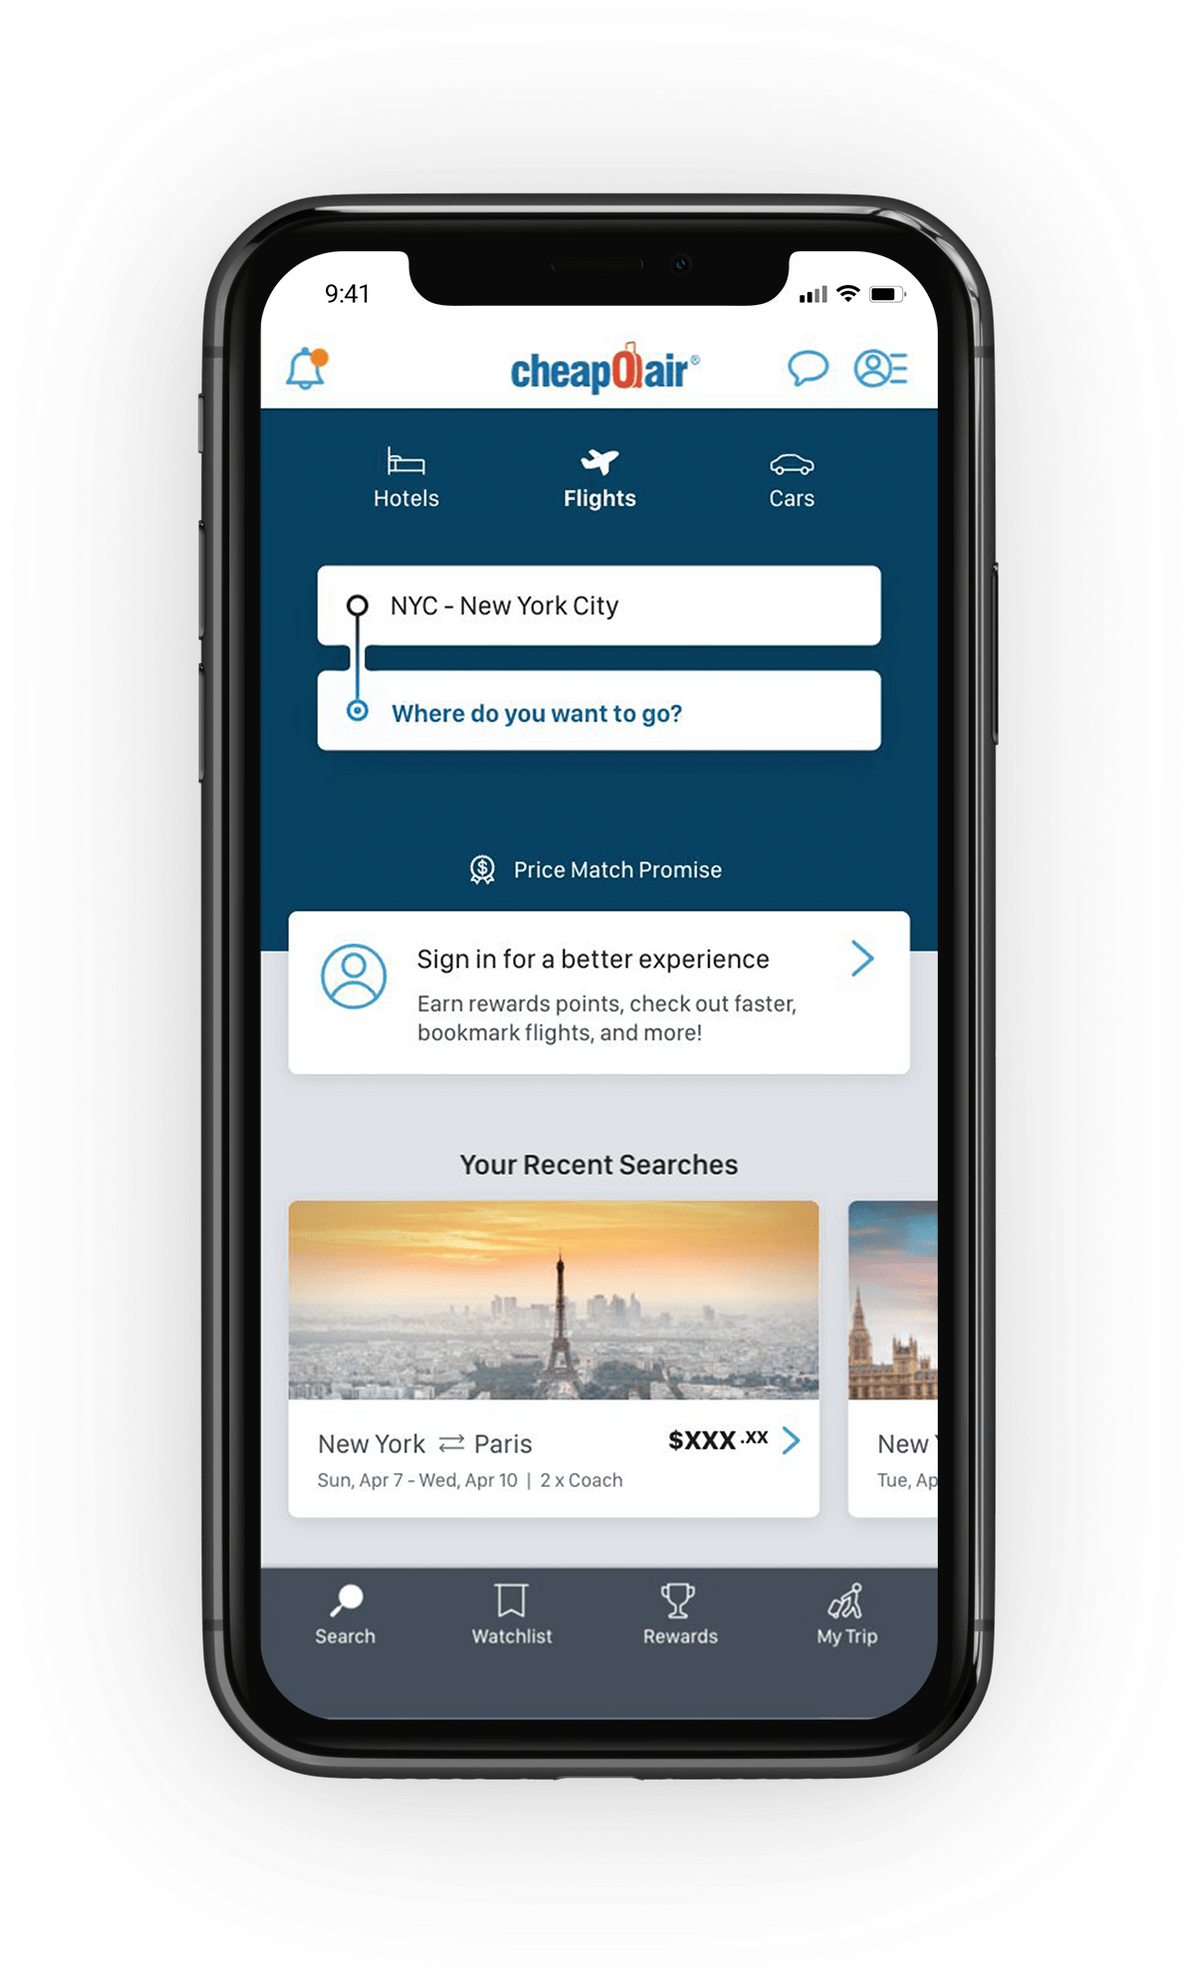 9:41
cheapOair®
Hotels
Flights
Cars
NYC - New York City
Where do you want to go?
Price Match Promise
Sign in for a better experience
Earn rewards points, check out faster,
bookmark flights, and more!
Your Recent Searches
New York ⇄ Paris
$XXX.XX
Sun, Apr 7 - Wed, Apr 10 | 2 x Coach
New
Tue, Ap
Search
Watchlist
Rewards
My Trip